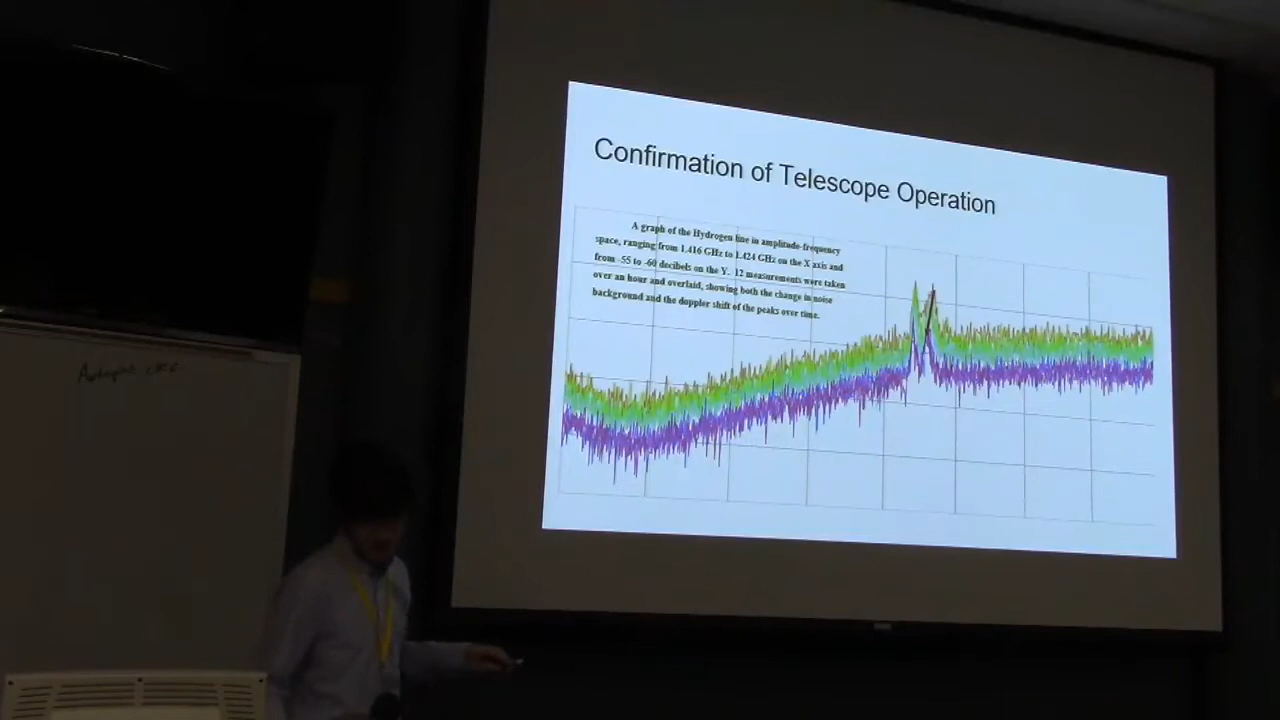 Confirmation of Telescope Operation
A graph of the Hydrogen line in amplitude-frequency
space, ranging from 1.416 GHz to 1.424 GHz on the X axis and
from -55 to -60 decibels on the Y. 12 measurements were taken
over an hour and overlaid, showing both the change in noise
background and the doppler shift of the peaks over time.